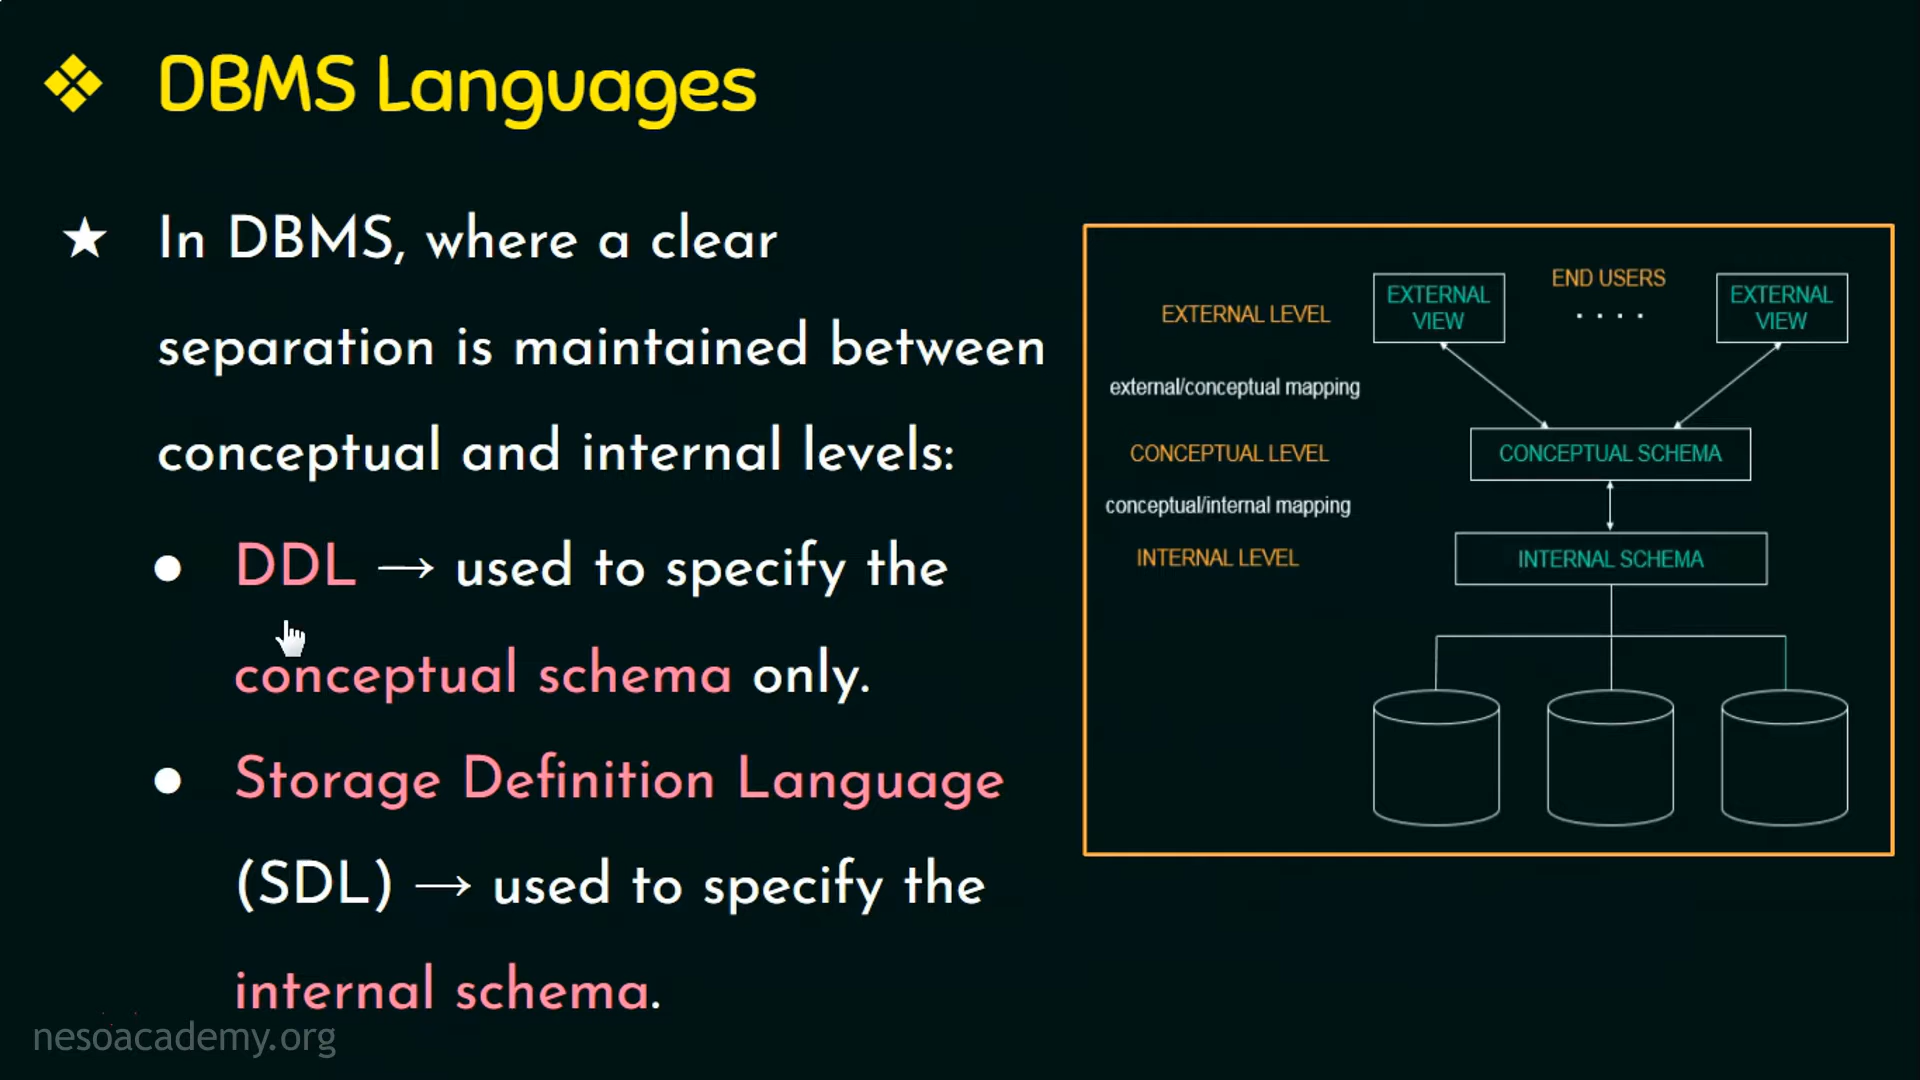 ❖ DBMS Languages
★ In DBMS, where a clear
separation is maintained between
conceptual and internal levels:
● DDL → used to specify the
conceptual schema only.
● Storage Definition Language
(SDL) → used to specify the
internal schema.
END USERS
EXTERNAL LEVEL
EXTERNAL
VIEW
. . . .
EXTERNAL
VIEW
external/conceptual mapping
CONCEPTUAL LEVEL
CONCEPTUAL SCHEMA
conceptual/internal mapping
INTERNAL LEVEL
INTERNAL SCHEMA
nesoacademy.org